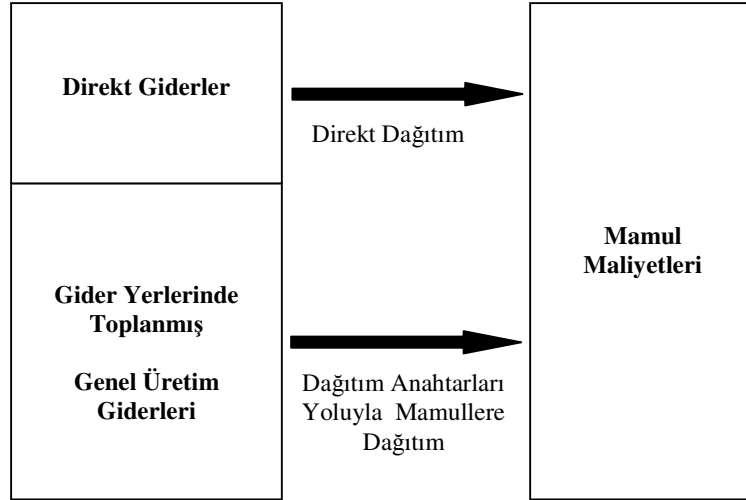 Direkt Giderler
Direkt Dağıtım
Gider Yerlerinde
Toplanmış
Genel Üretim
Giderleri
Dağıtım Anahtarları
Yoluyla Mamullere
Dağıtım
Mamul
Maliyetleri